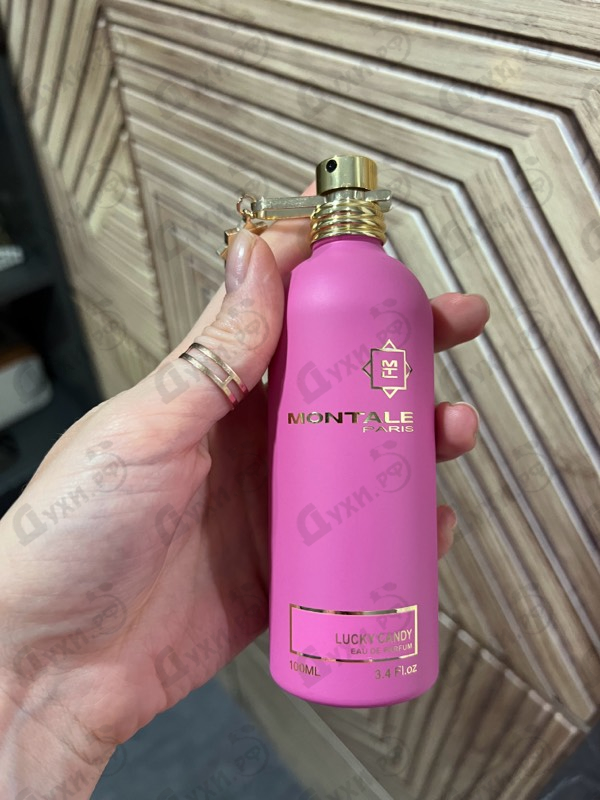 MONTALE
PARIS
LUCKY CANDY
EAU DE PARFUM
100ML 3.4 Fl.oz
Духи.рф